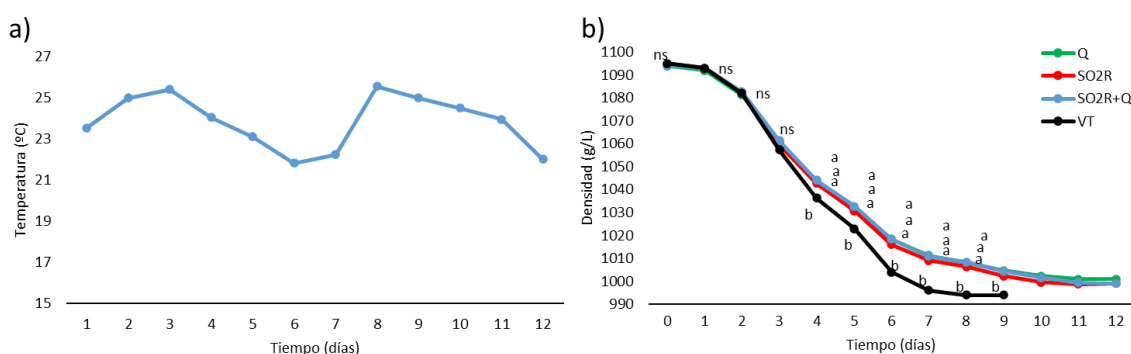 a)
27
25
23
21
19
17
15
Temperatura (ºC)
1 2 3 4 5 6 7 8 9 10 11 12
Tiempo (días)
b)
1100
1090
1080
1070
1060
1050
1040
1030
1020
1010
1000
990
Densidad (g/L)
ns
ns
ns
ns
a
a
a
b
a
a
a
b
a
a
a
b
a
a
a
b
a
a
a
b
b
Q
SO2R
SO2R+Q
VT
0 1 2 3 4 5 6 7 8 9 10 11 12
Tiempo (días)